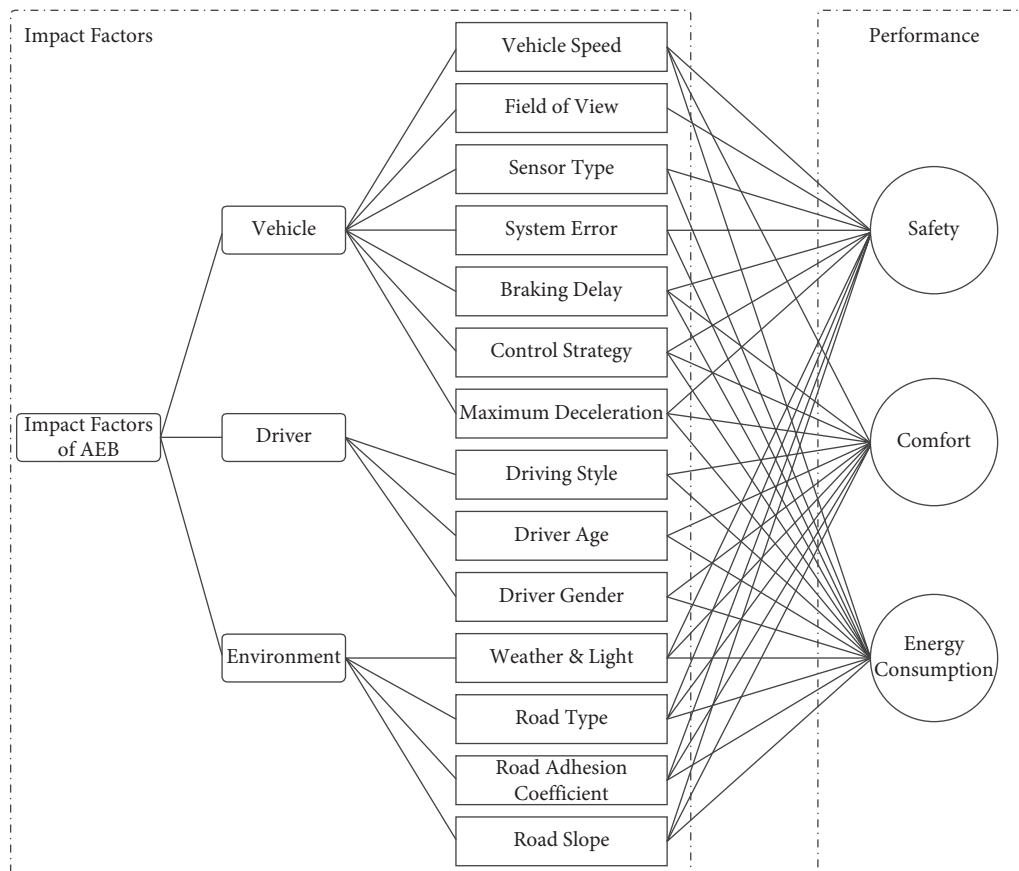 Impact Factors
Performance
Vehicle Speed
Field of View
Sensor Type
System Error
Braking Delay
Control Strategy
Maximum Deceleration
Driving Style
Driver Age
Driver Gender
Weather & Light
Road Type
Road Adhesion
Coefficient
Road Slope
Vehicle
Driver
Environment
Impact Factors
of AEB
Safety
Comfort
Energy
Consumption